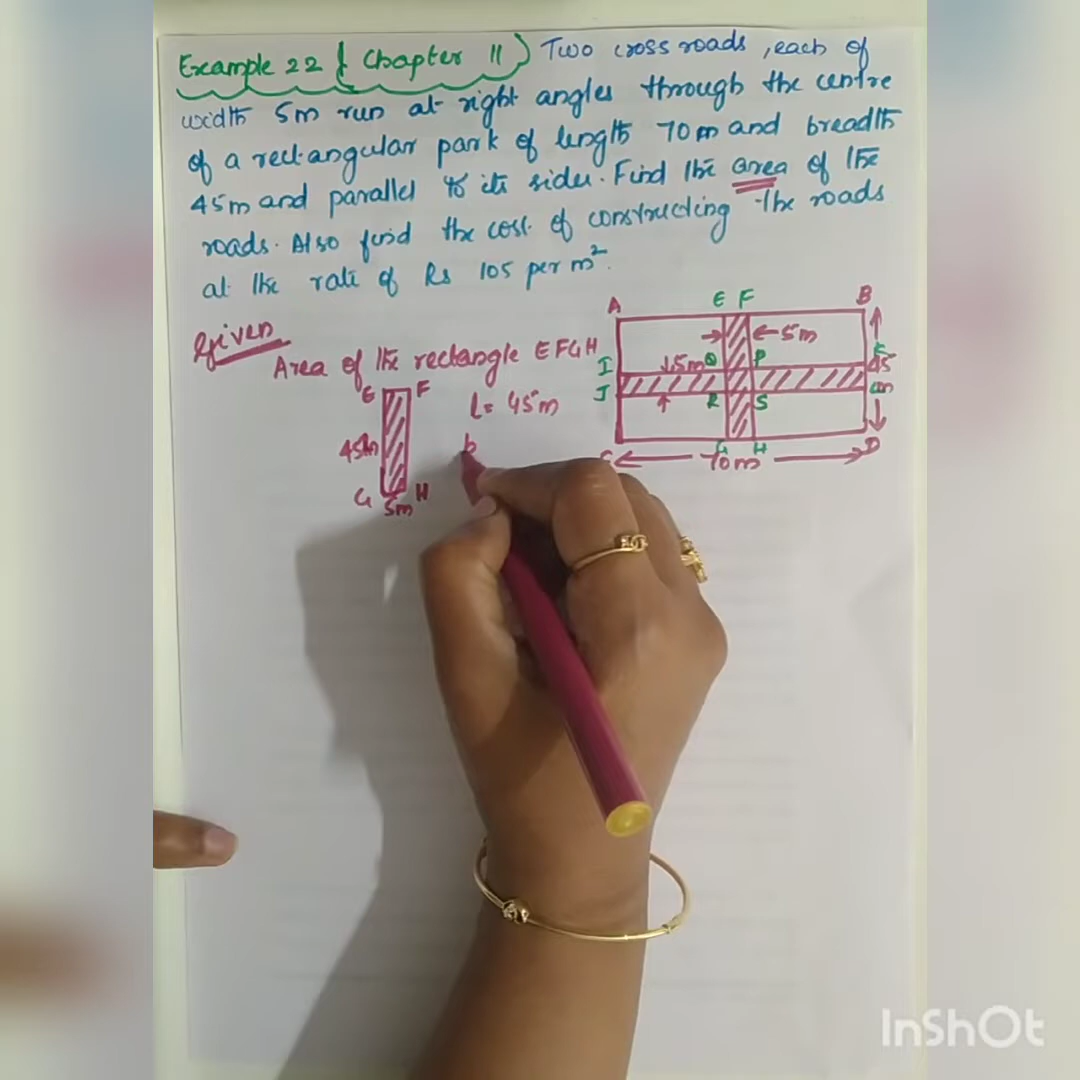 Example 22 { Chapter 11 } Two cross roads, each of
width 5m run at right angles through the centre
of a rectangular park of length 70m and breadth
45m and parallel to its sides. Find the area of the
roads. Also find the cost of constructing the roads
at the rate of Rs 105 per m².
Given
Area of the rectangle EFGH
E F
l = 45m
45m
b
G H
5m
A E F B
5m
I 5m Q P K
45
J R S m
C G H D
70m
InShOt